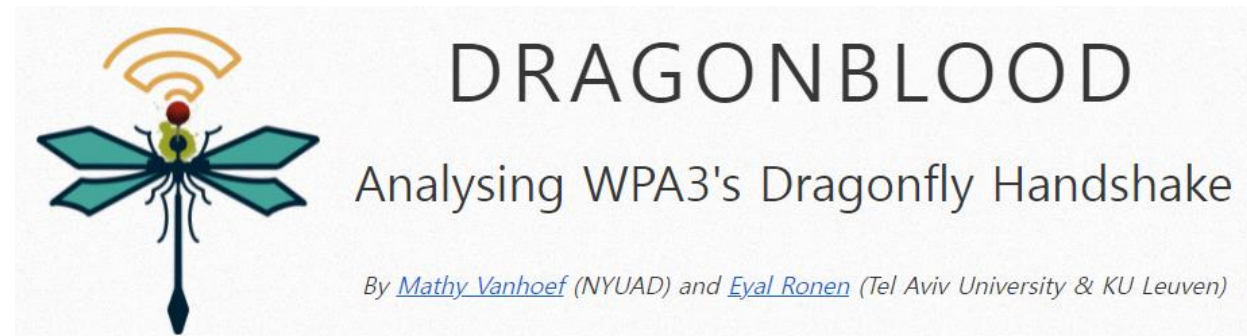 DRAGONBLOOD
Analysing WPA3's Dragonfly Handshake
By Mathy Vanhoef (NYUAD) and Eyal Ronen (Tel Aviv University & KU Leuven)